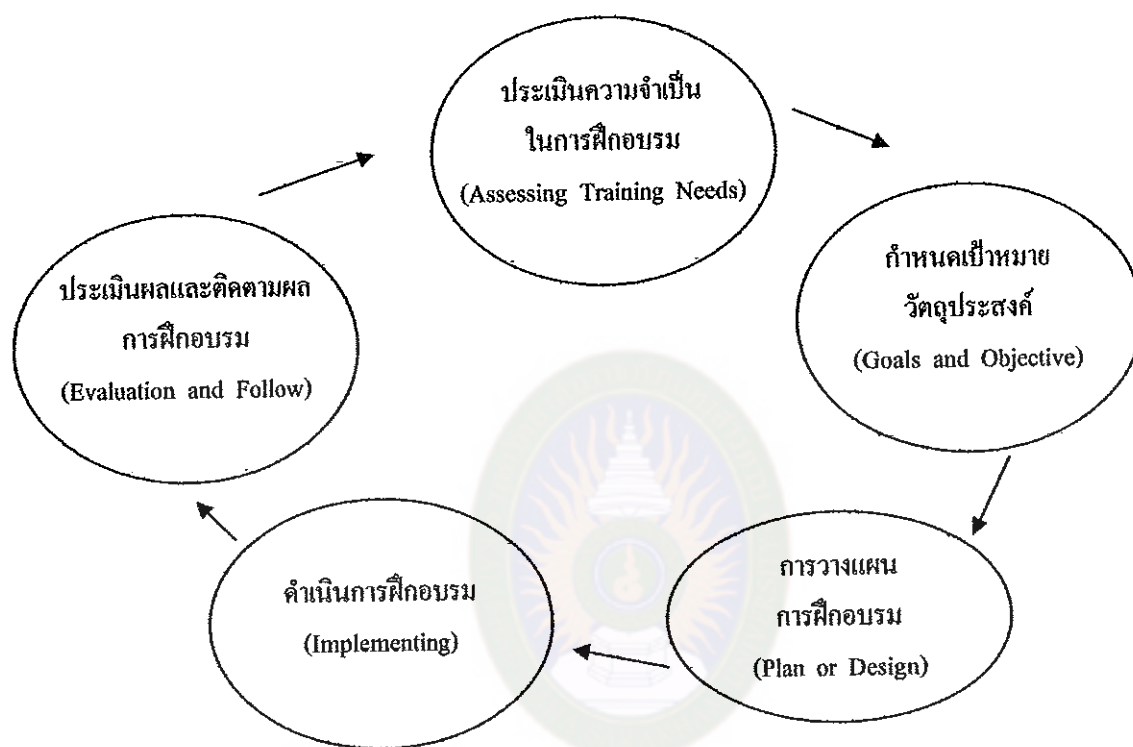 ประเมินความจำเป็น
ในการฝึกอบรม
(Assessing Training Needs)
กำหนดเป้าหมาย
วัตถุประสงค์
(Goals and Objective)
การวางแผน
การฝึกอบรม
(Plan or Design)
ดำเนินการฝึกอบรม
(Implementing)
ประเมินผลและติดตามผล
การฝึกอบรม
(Evaluation and Follow)